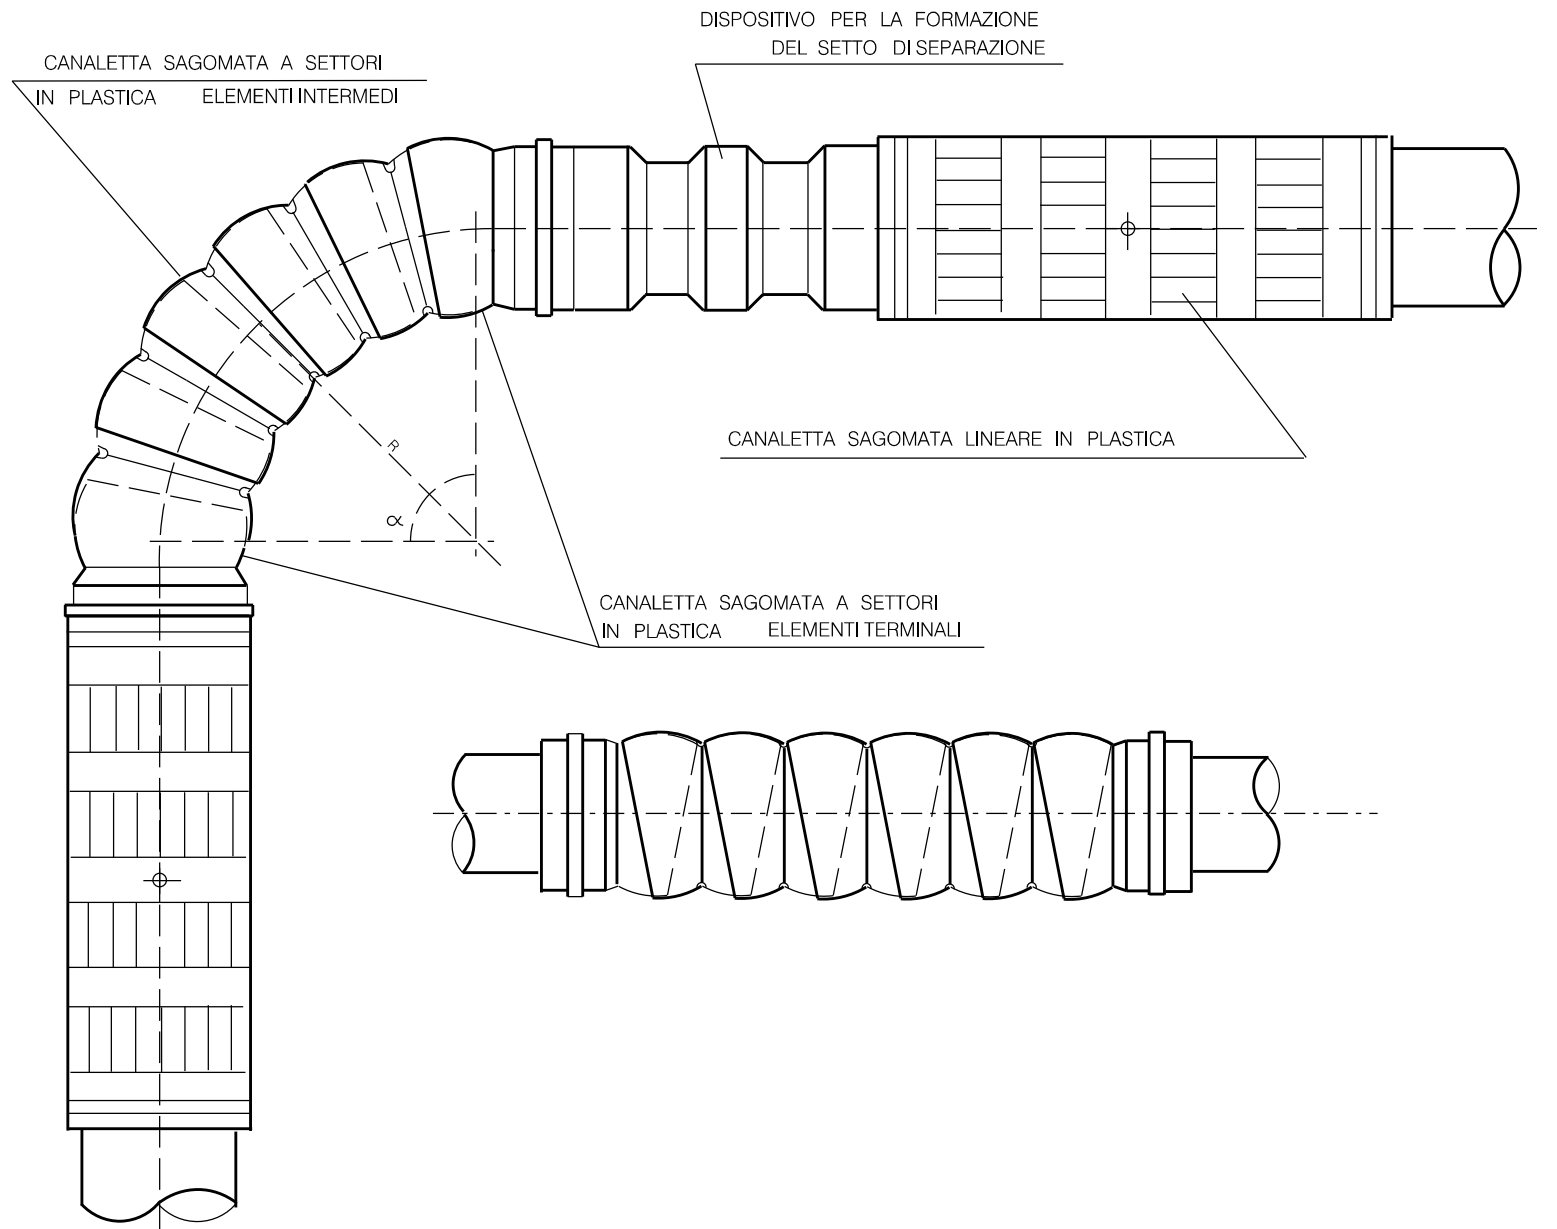 DISPOSITIVO PER LA FORMAZIONE
DEL SETTO DI SEPARAZIONE
CANALETTA SAGOMATA A SETTORI
IN PLASTICA ELEMENTI INTERMEDI
CANALETTA SAGOMATA LINEARE IN PLASTICA
R
α
CANALETTA SAGOMATA A SETTORI
IN PLASTICA ELEMENTI TERMINALI